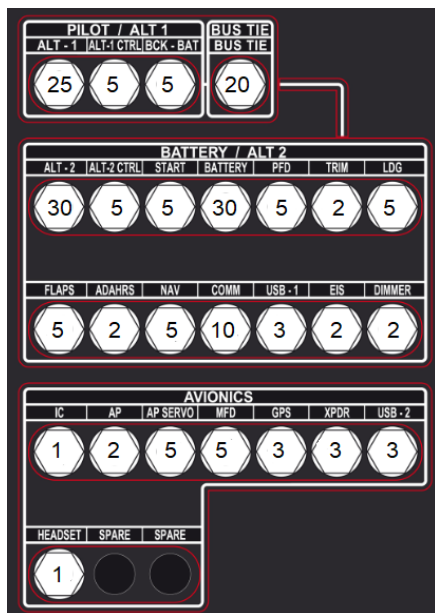 PILOT / ALT 1 BUS TIE
ALT - 1 ALT-1 CTRL BCK - BAT BUS TIE
25 5 5 20
BATTERY / ALT 2
ALT - 2 ALT-2 CTRL START BATTERY PFD TRIM LDG
30 5 5 30 5 2 5
FLAPS ADAHRS NAV COMM USB - 1 EIS DIMMER
5 2 5 10 3 2 2
AVIONICS
IC AP AP SERVO MFD GPS XPDR USB - 2
1 2 5 5 3 3 3
HEADSET SPARE SPARE
1